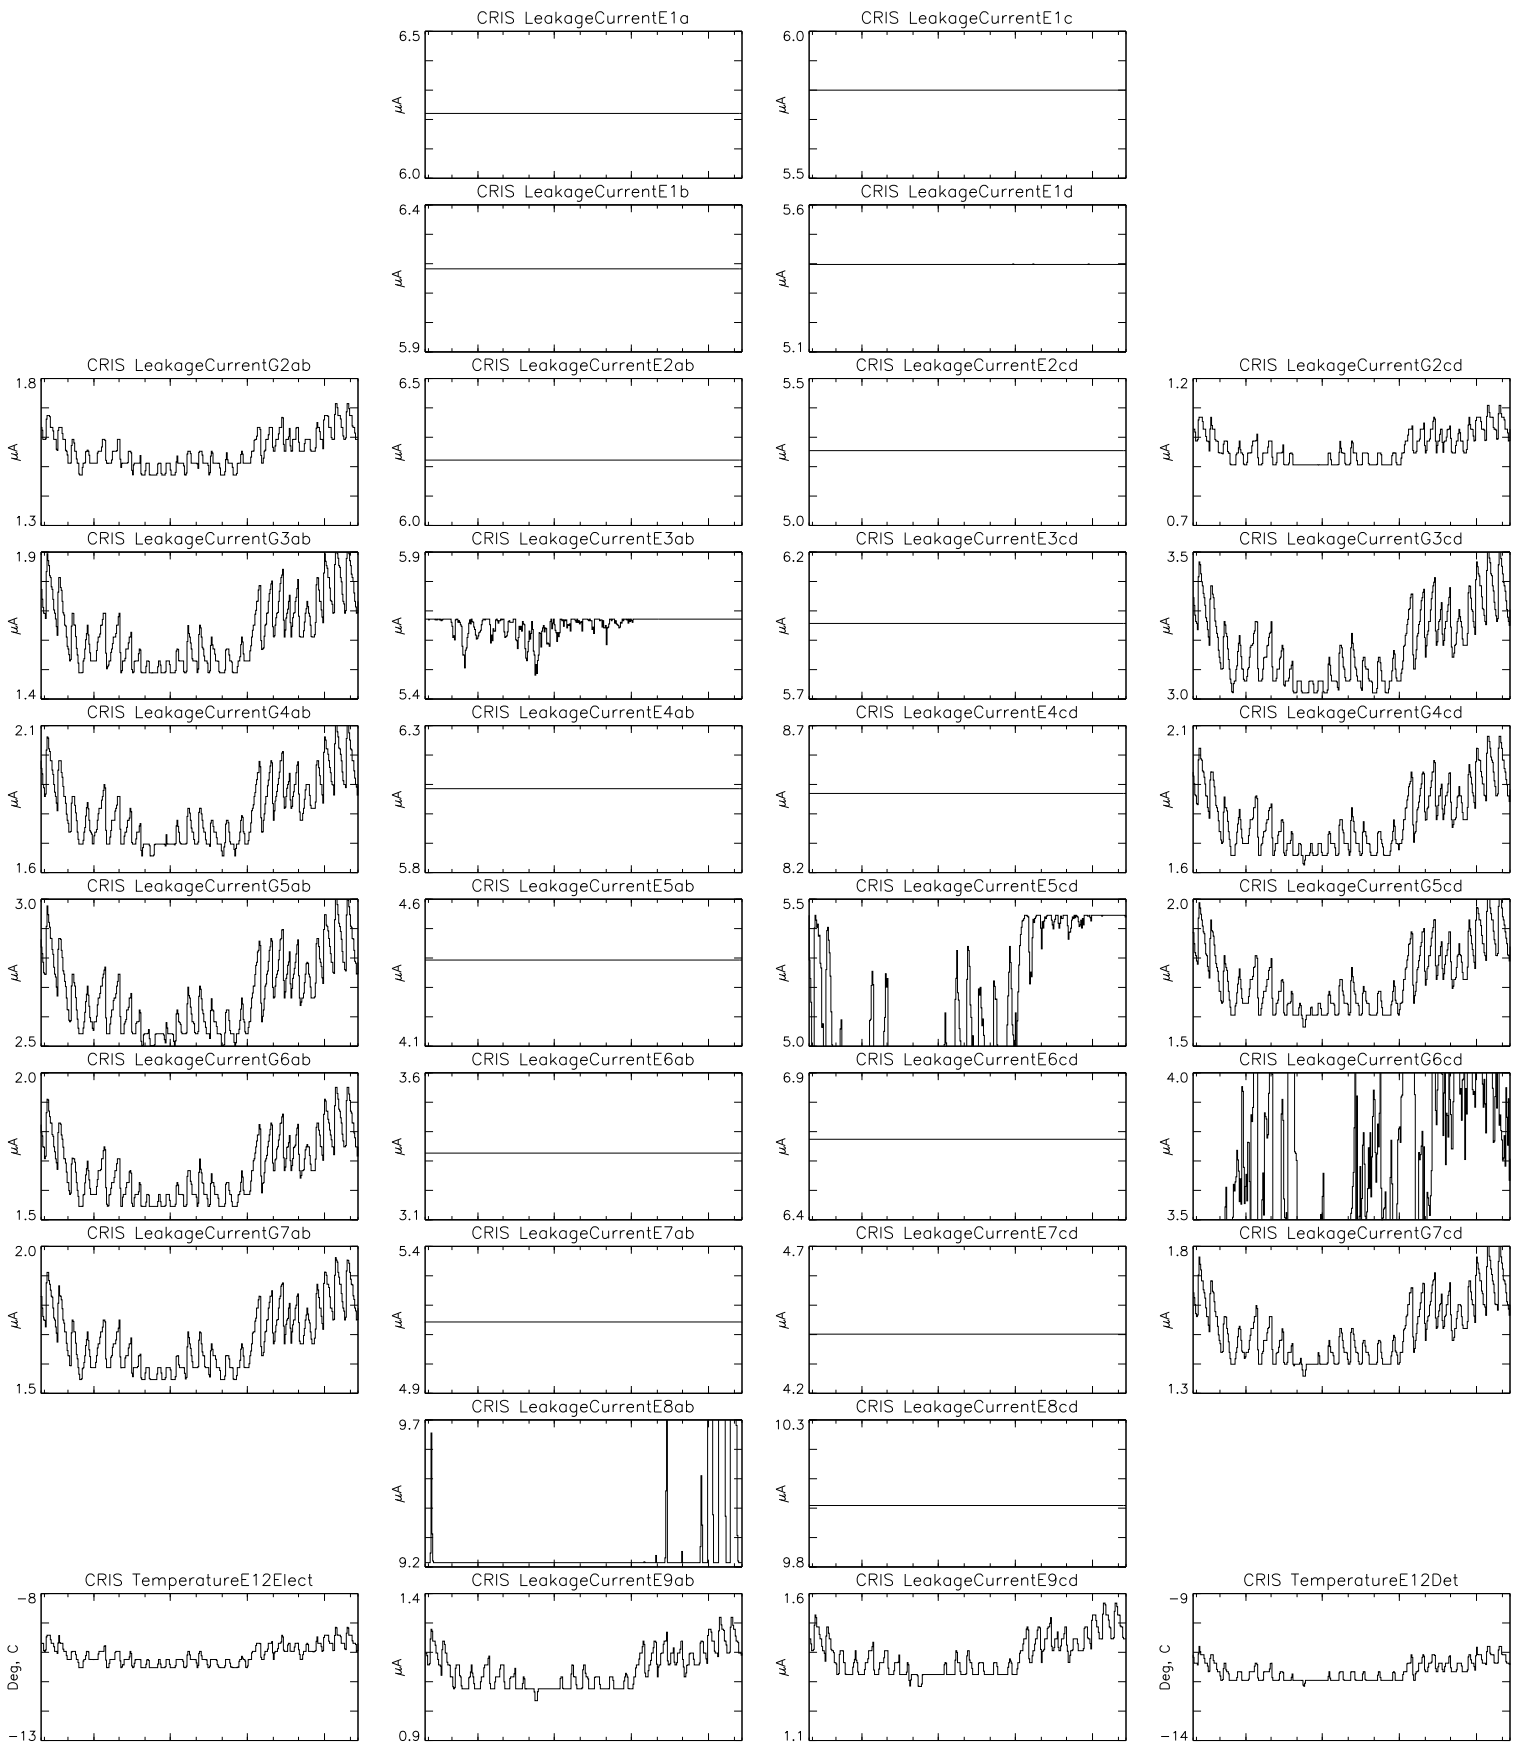 CRIS LeakageCurrentE1a
CRIS LeakageCurrentE1c
6.5
µA
6.0
6.0
µA
5.5
CRIS LeakageCurrentE1b
CRIS LeakageCurrentE1d
6.4
µA
5.9
5.6
µA
5.1
CRIS LeakageCurrentG2ab
CRIS LeakageCurrentE2ab
CRIS LeakageCurrentE2cd
CRIS LeakageCurrentG2cd
1.8
µA
1.3
6.5
µA
6.0
5.5
µA
5.0
1.2
µA
0.7
CRIS LeakageCurrentG3ab
CRIS LeakageCurrentE3ab
CRIS LeakageCurrentE3cd
CRIS LeakageCurrentG3cd
1.9
µA
1.4
5.9
µA
5.4
6.2
µA
5.7
3.5
µA
3.0
CRIS LeakageCurrentG4ab
CRIS LeakageCurrentE4ab
CRIS LeakageCurrentE4cd
CRIS LeakageCurrentG4cd
2.1
µA
1.6
6.3
µA
5.8
8.7
µA
8.2
2.1
µA
1.6
CRIS LeakageCurrentG5ab
CRIS LeakageCurrentE5ab
CRIS LeakageCurrentE5cd
CRIS LeakageCurrentG5cd
3.0
µA
2.5
4.6
µA
4.1
5.5
µA
5.0
2.0
µA
1.5
CRIS LeakageCurrentG6ab
CRIS LeakageCurrentE6ab
CRIS LeakageCurrentE6cd
CRIS LeakageCurrentG6cd
2.0
µA
1.5
3.6
µA
3.1
6.9
µA
6.4
4.0
µA
3.5
CRIS LeakageCurrentG7ab
CRIS LeakageCurrentE7ab
CRIS LeakageCurrentE7cd
CRIS LeakageCurrentG7cd
2.0
µA
1.5
5.4
µA
4.9
4.7
µA
4.2
1.8
µA
1.3
CRIS LeakageCurrentE8ab
CRIS LeakageCurrentE8cd
9.7
µA
9.2
10.3
µA
9.8
CRIS TemperatureE12Elect
CRIS LeakageCurrentE9ab
CRIS LeakageCurrentE9cd
CRIS TemperatureE12Det
-8
Deg, C
-13
1.4
µA
0.9
1.6
µA
1.1
-9
Deg, C
-14